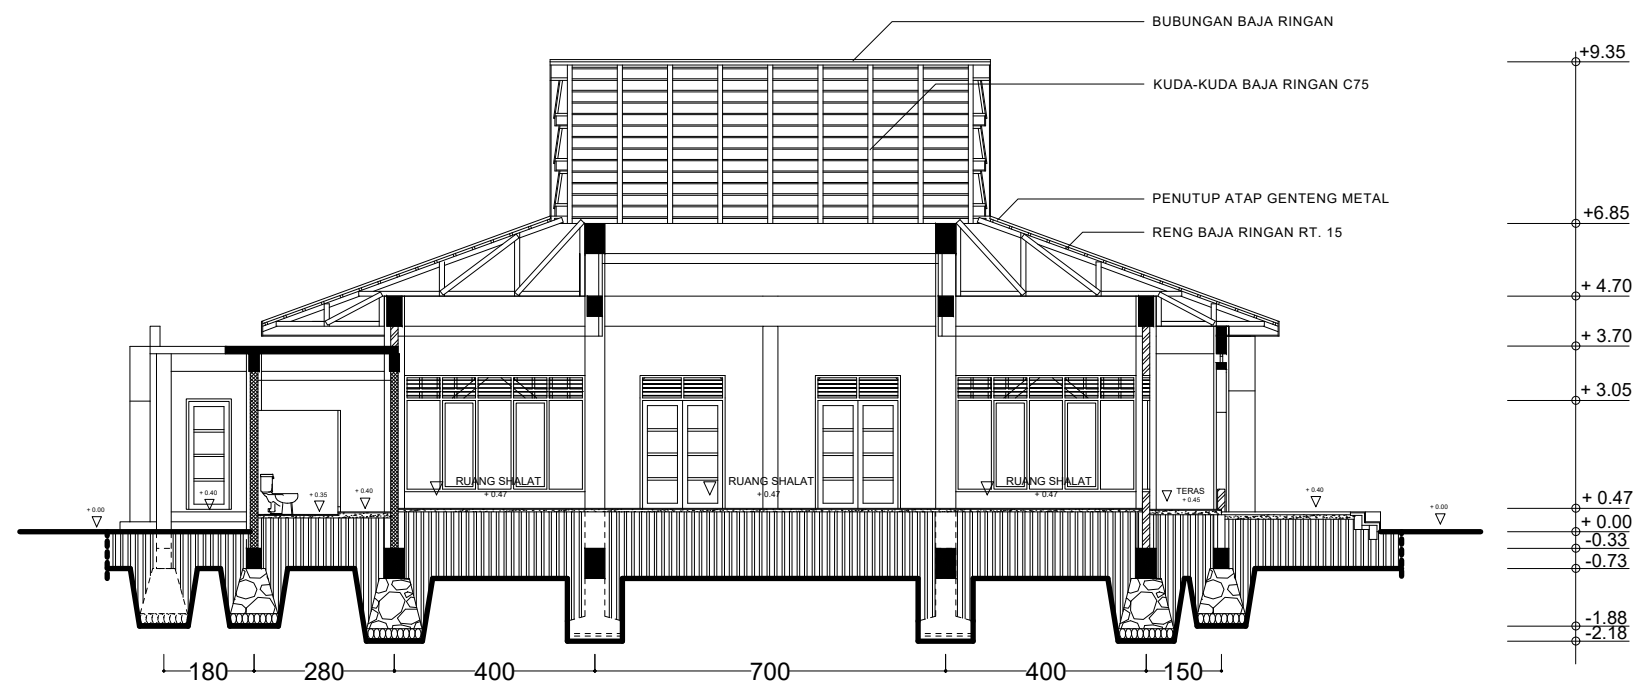 BUBUNGAN BAJA RINGAN
+9.35
KUDA-KUDA BAJA RINGAN C75
PENUTUP ATAP GENTENG METAL
+6.85
RENG BAJA RINGAN RT. 15
+ 4.70
+ 3.70
+ 3.05
RUANG SHALAT
+ 0.47
RUANG SHALAT
+ 0.47
RUANG SHALAT
+ 0.47
TERAS
+ 0.45
+ 0.40
+ 0.35
+ 0.40
+ 0.40
+ 0.47
+ 0.00
+ 0.00
+ 0.00
-0.33
-0.73
-1.88
-2.18
180 280 400 700 400 150